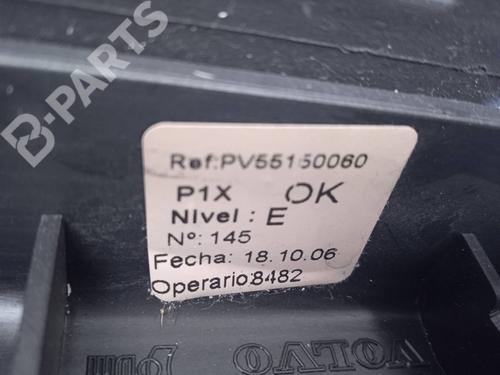 B-PARTS
Ref:PV55150060
P1X OK
Nivel : E
Nº: 145
Fecha: 18.10.06
Operario:8482
VOLVO